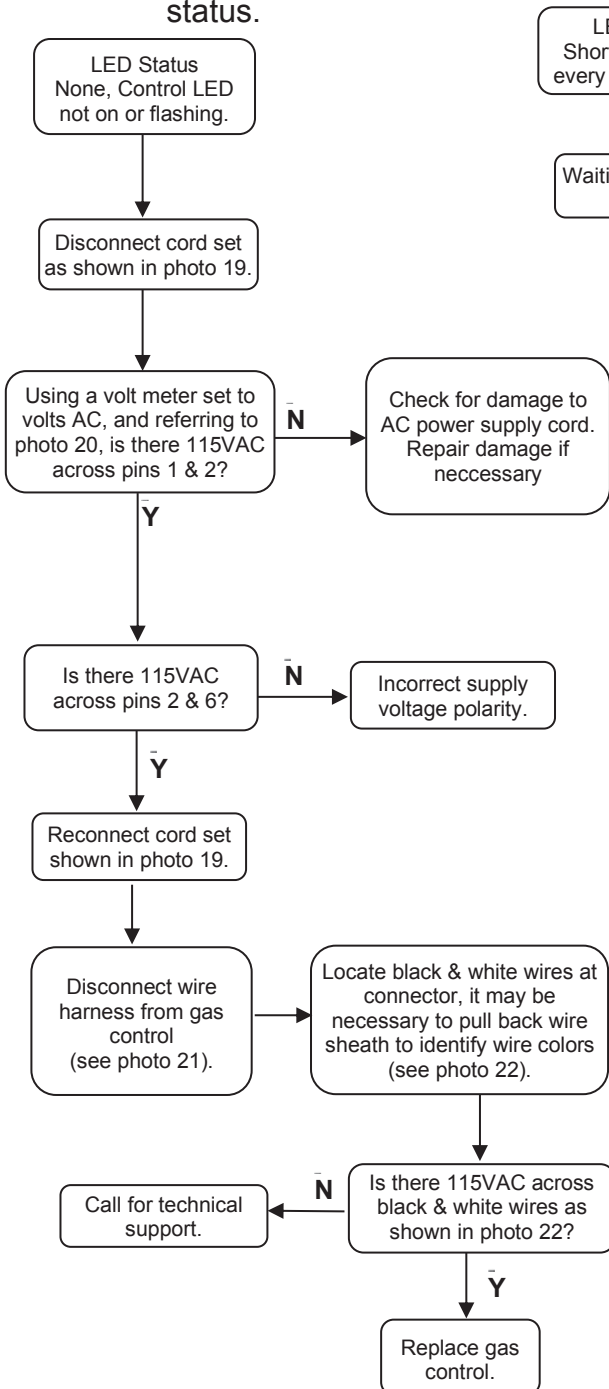 status.
LED Status
None, Control LED
not on or flashing.
Disconnect cord set
as shown in photo 19.
Using a volt meter set to
volts AC, and referring to
photo 20, is there 115VAC
across pins 1 & 2?
N
Check for damage to
AC power supply cord.
Repair damage if
neccessary
Y
Is there 115VAC
across pins 2 & 6?
N
Incorrect supply
voltage polarity.
Y
Reconnect cord set
shown in photo 19.
Disconnect wire
harness from gas
control
(see photo 21).
Locate black & white wires at
connector, it may be
necessary to pull back wire
sheath to identify wire colors
(see photo 22).
Is there 115VAC across
black & white wires as
shown in photo 22?
N
Call for technical
support.
Y
Replace gas
control.
every